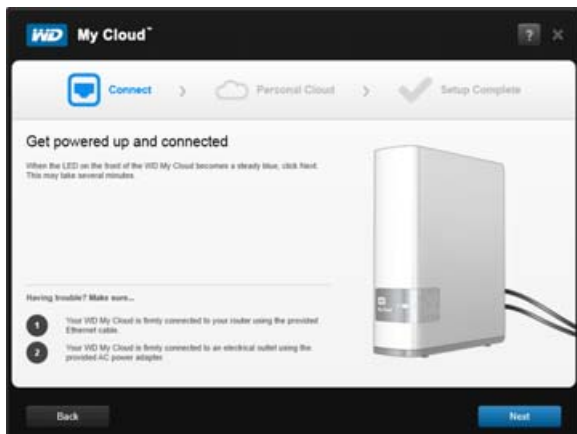 WD My Cloud™
?
Connect
Personal Cloud
Setup Complete
Get powered up and connected
When the LED on the front of the WD My Cloud becomes a steady blue, click Next.
This may take several minutes.
Having trouble? Make sure...
1 Your WD My Cloud is firmly connected to your router using the provided
Ethernet cable.
2 Your WD My Cloud is firmly connected to an electrical outlet using the
provided AC power adapter.
My Cloud
Back
Next